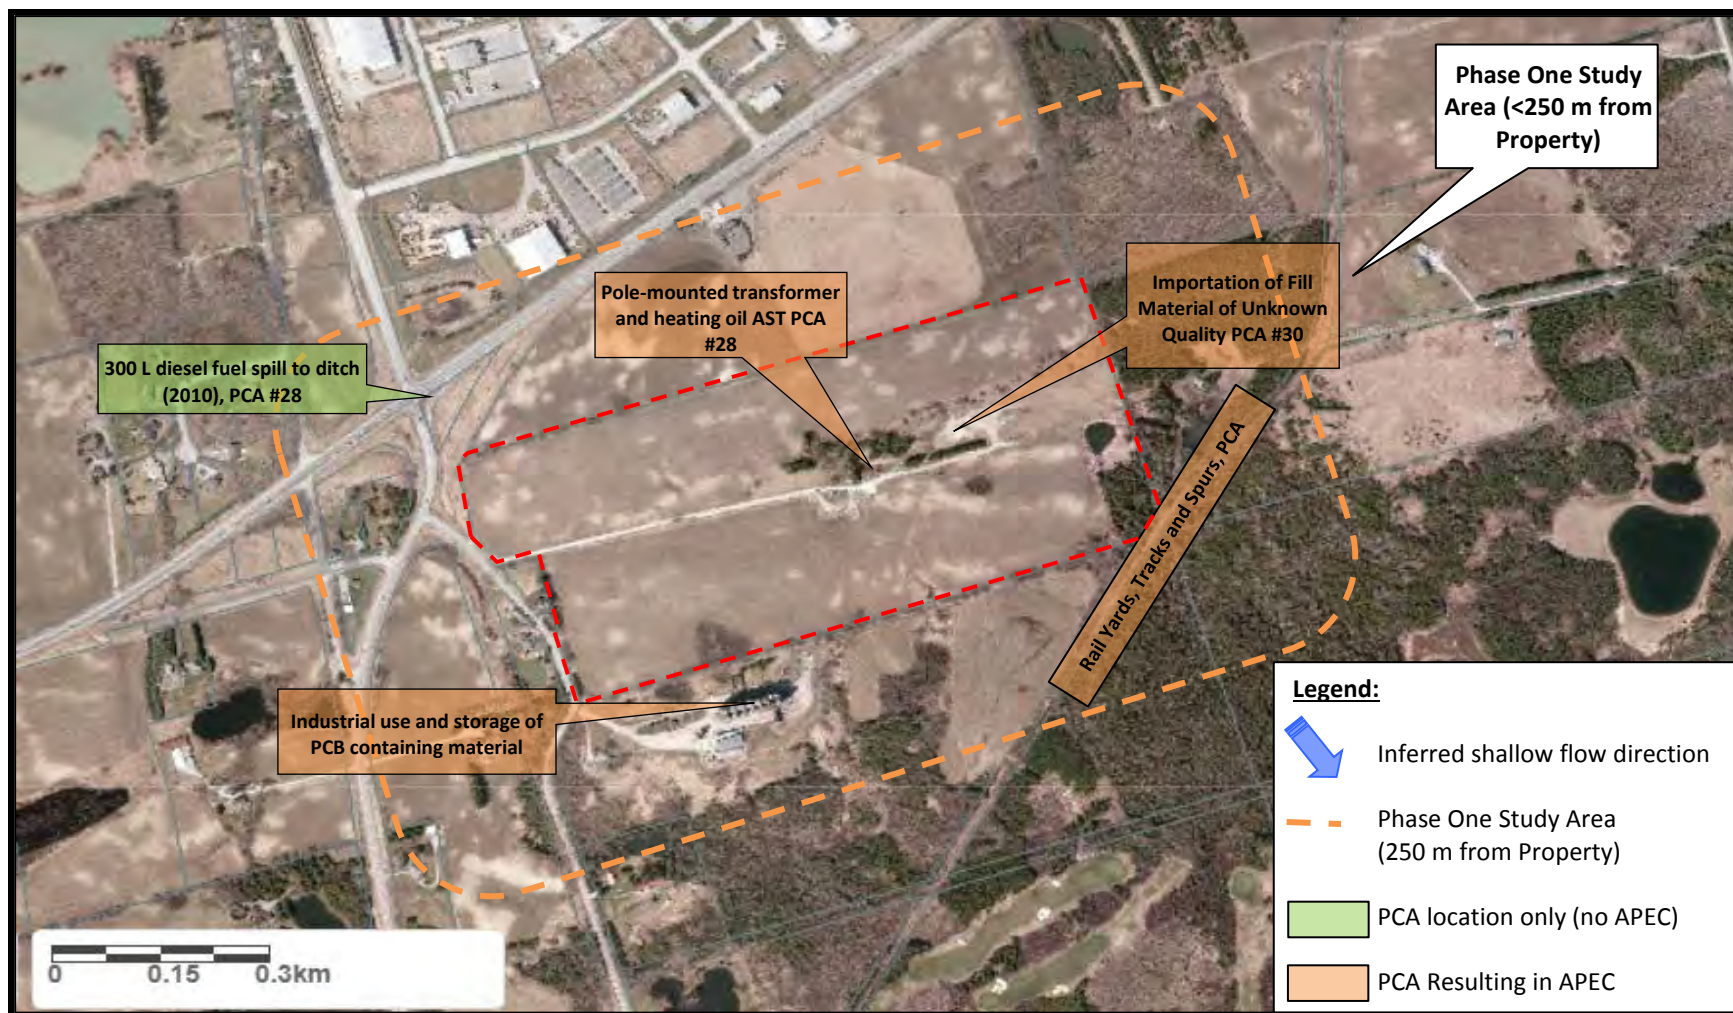 Phase One Study
Area (<250 m from
Property)
Importation of Fill
Material of Unknown
Quality PCA #30
Pole-mounted transformer
and heating oil AST PCA
#28
300 L diesel fuel spill to ditch
(2010), PCA #28
Rail Yards, Tracks and Spurs, PCA
Industrial use and storage of
PCB containing material
Legend:
Inferred shallow flow direction
Phase One Study Area
(250 m from Property)
PCA location only (no APEC)
PCA Resulting in APEC
0 0.15 0.3km